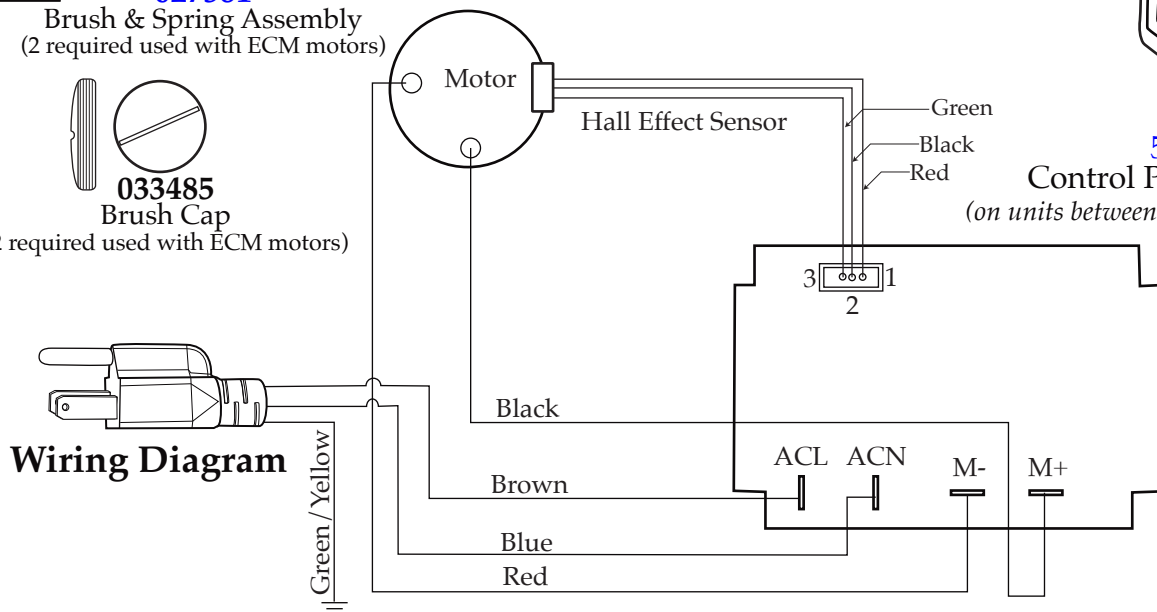 Brush & Spring Assembly
(2 required used with ECM motors)
033485
Brush Cap
required used with ECM motors)
Motor
Hall Effect Sensor
Green
Black
Red
Control
(on units between
3
1
2
Wiring Diagram
Green/Yellow
Black
Brown
Blue
Red
ACL
ACN
M-
M+